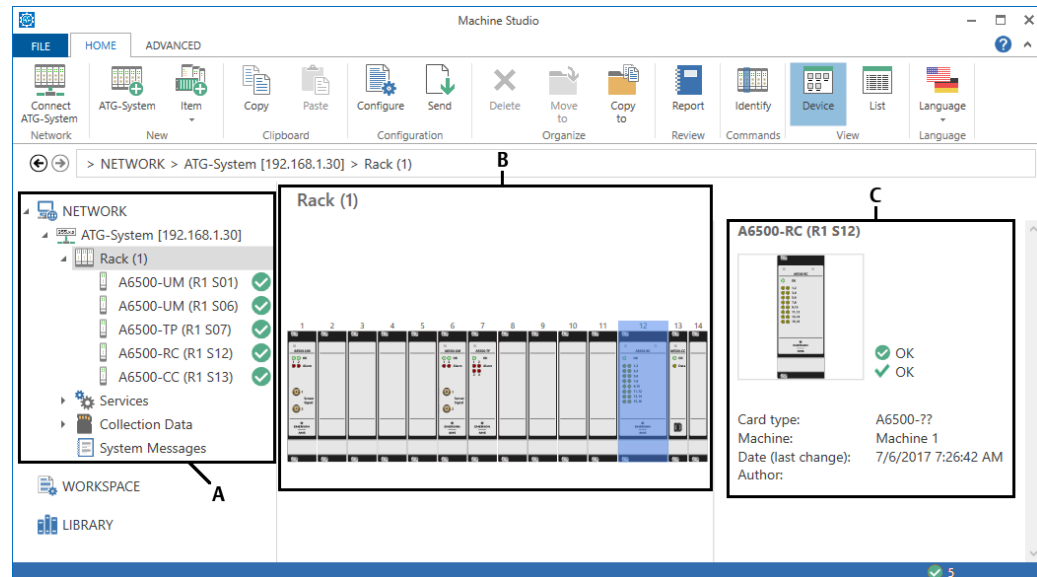 Machine Studio
FILE HOME ADVANCED
Connect ATG-System Item Copy Paste Configure Send Delete Move Copy Report Identify Device List Language
ATG-System to to
Network New Clipboard Configuration Organize Review Commands View Language
> NETWORK > ATG-System [192.168.1.30] > Rack (1)
B
NETWORK
ATG-System [192.168.1.30]
Rack (1)
A6500-UM (R1 S01)
A6500-UM (R1 S06)
A6500-TP (R1 S07)
A6500-RC (R1 S12)
A6500-CC (R1 S13)
Services
Collection Data
System Messages
A
WORKSPACE
LIBRARY
Rack (1)
1 2 3 4 5 6 7 8 9 10 11 12 13 14
C
A6500-RC (R1 S12)
OK
OK
Card type: A6500-??
Machine: Machine 1
Date (last change): 7/6/2017 7:26:42 AM
Author:
5